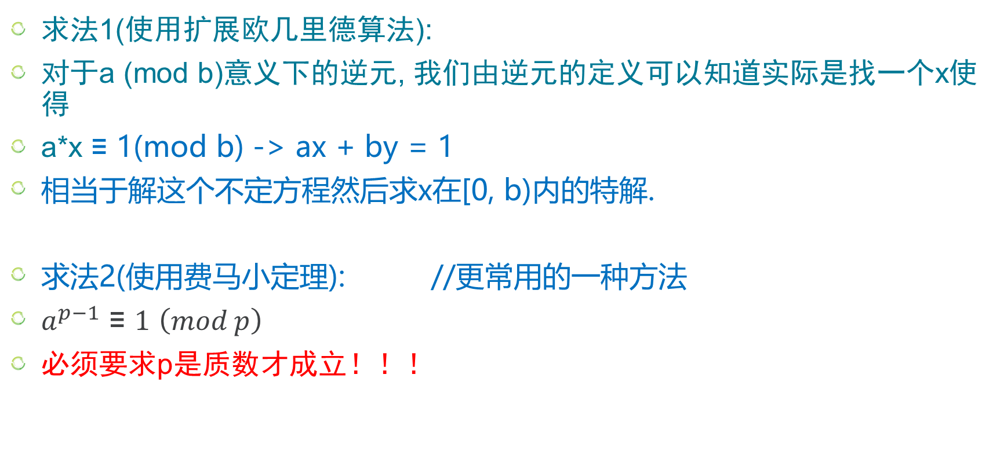 求法1(使用扩展欧几里德算法):
对于a (mod b)意义下的逆元, 我们由逆元的定义可以知道实际是找一个x使
得
a*x ≡ 1(mod b) -> ax + by = 1
相当于解这个不定方程然后求x在[0, b)内的特解.
求法2(使用费马小定理): //更常用的一种方法
𝑎^{𝑝−1} ≡ 1 (𝑚𝑜𝑑 𝑝)
必须要求p是质数才成立！！！